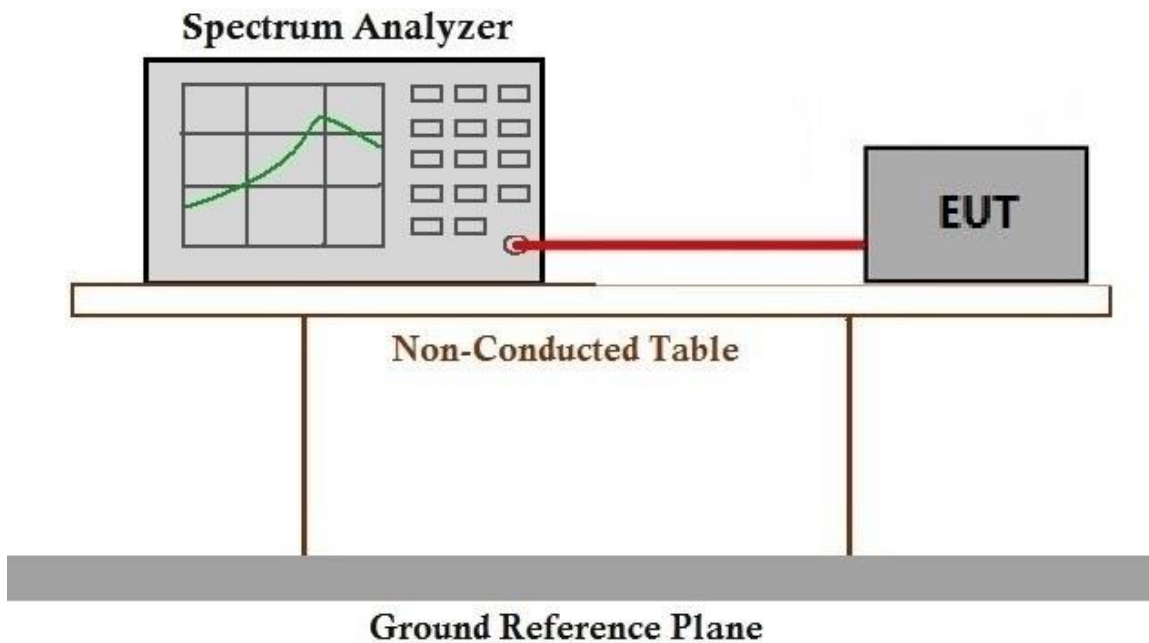 Spectrum Analyzer
EUT
Non-Conducted Table
Ground Reference Plane